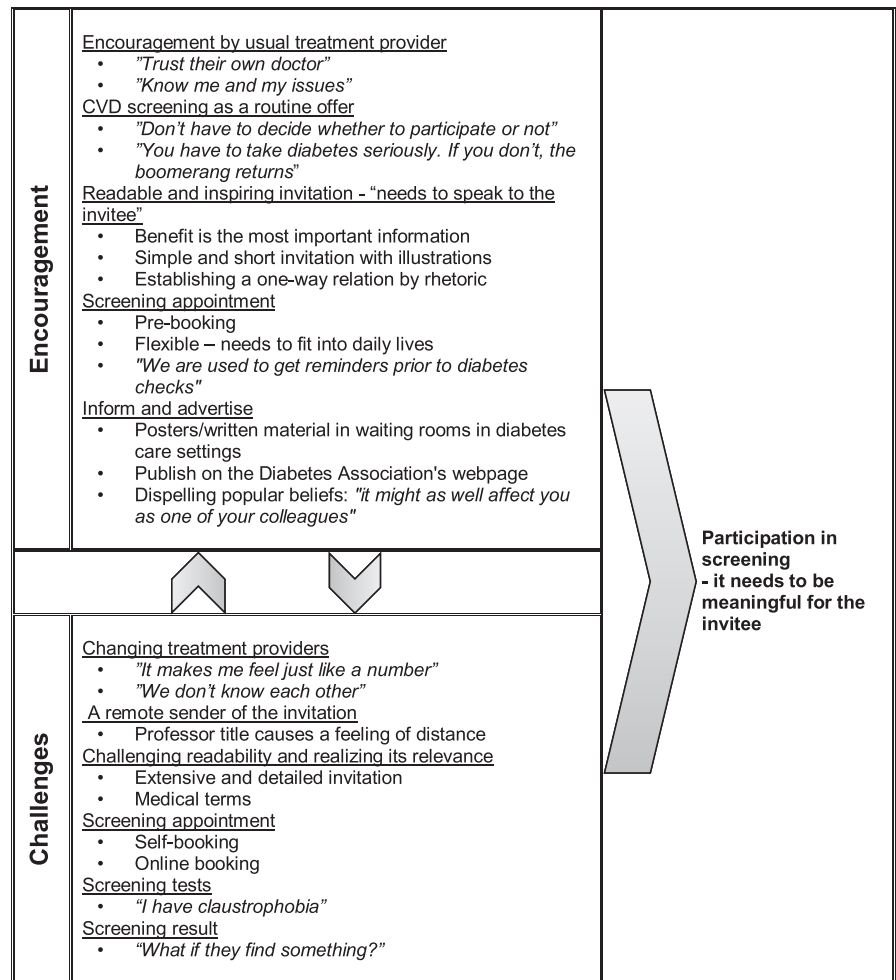 Encouragement
Encouragement by usual treatment provider
• ”Trust their own doctor”
• ”Know me and my issues”
CVD screening as a routine offer
• ”Don’t have to decide whether to participate or not”
• ”You have to take diabetes seriously. If you don’t, the
boomerang returns”
Readable and inspiring invitation - “needs to speak to the
invitee”
• Benefit is the most important information
• Simple and short invitation with illustrations
• Establishing a one-way relation by rhetoric
Screening appointment
• Pre-booking
• Flexible – needs to fit into daily lives
• "We are used to get reminders prior to diabetes
checks"
Inform and advertise
• Posters/written material in waiting rooms in diabetes
care settings
• Publish on the Diabetes Association's webpage
• Dispelling popular beliefs: "it might as well affect you
as one of your colleagues"
Challenges
Changing treatment providers
• ”It makes me feel just like a number”
• ”We don’t know each other”
A remote sender of the invitation
• Professor title causes a feeling of distance
Challenging readability and realizing its relevance
• Extensive and detailed invitation
• Medical terms
Screening appointment
• Self-booking
• Online booking
Screening tests
• “I have claustrophobia”
Screening result
• “What if they find something?”
Participation in
screening
- it needs to be
meaningful for the
invitee